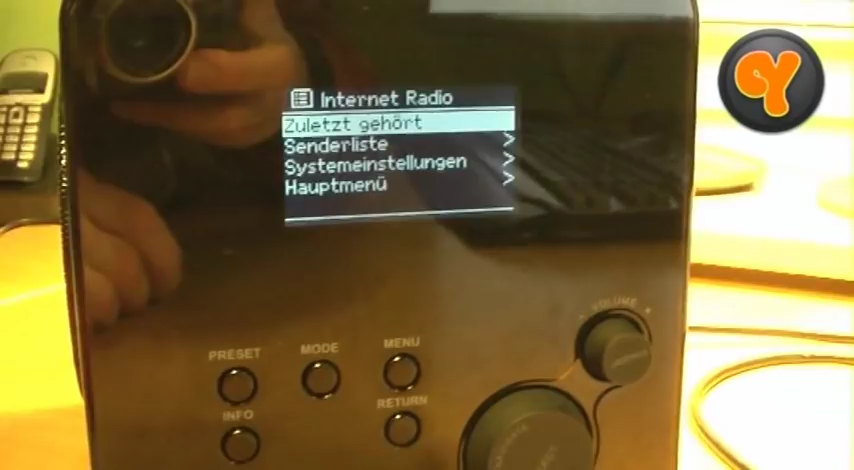 Internet Radio
Zuletzt gehört
Senderliste >
Systemeinstellungen >
Hauptmenü >
- VOLUME +
PRESET MODE MENU
INFO RETURN